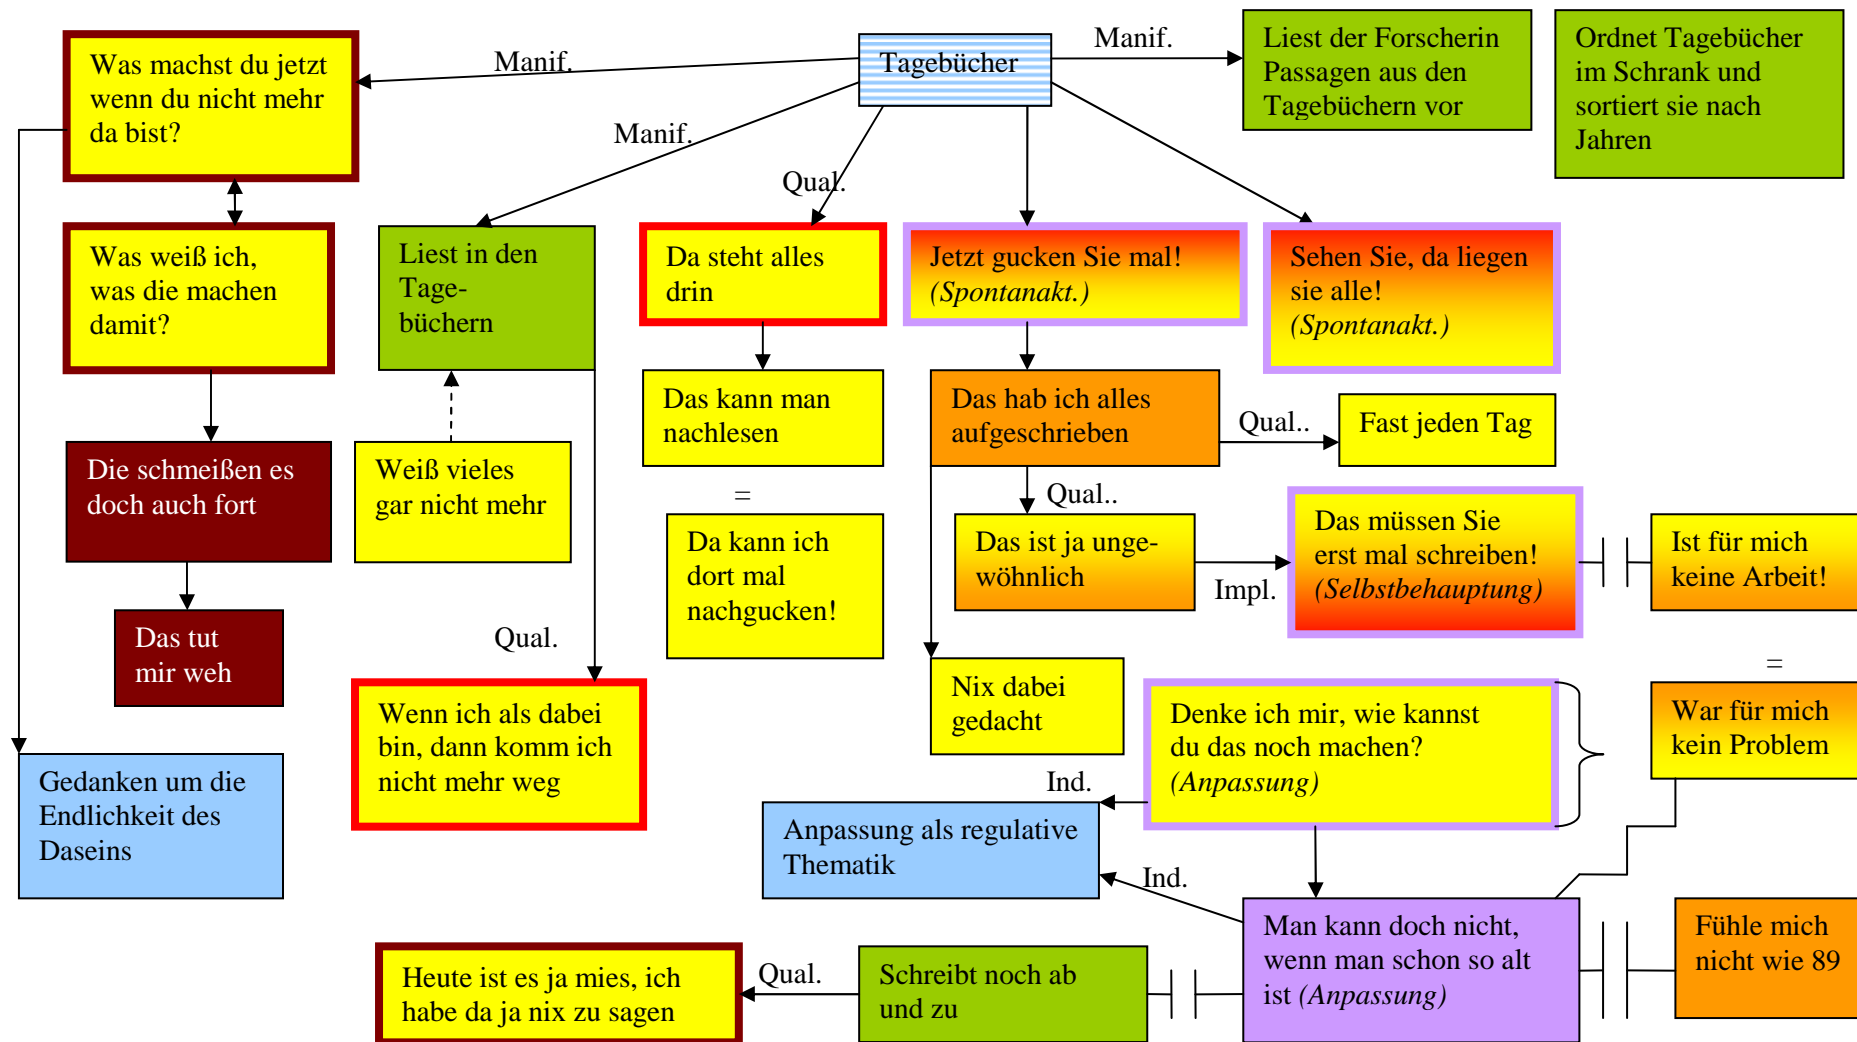 Was machst du jetzt
wenn du nicht mehr
da bist?
Manif.
Tagebücher
Manif.
Liest der Forscherin
Passagen aus den
Tagebüchern vor
Ordnet Tagebücher
im Schrank und
sortiert sie nach
Jahren
Manif.
Qual.
Was weiß ich,
was die machen
damit?
Liest in den
Tage-
büchern
Da steht alles
drin
Jetzt gucken Sie mal!
(Spontanakt.)
Sehen Sie, da liegen
sie alle!
(Spontanakt.)
Das kann man
nachlesen
Das hab ich alles
aufgeschrieben
Qual..
Fast jeden Tag
Die schmeißen es
doch auch fort
Weiß vieles
gar nicht mehr
=
Qual..
Da kann ich
dort mal
nachgucken!
Das ist ja unge-
wöhnlich
Impl.
Das müssen Sie
erst mal schreiben!
(Selbstbehauptung)
Ist für mich
keine Arbeit!
Das tut
mir weh
Qual.
=
Wenn ich als dabei
bin, dann komm ich
nicht mehr weg
Nix dabei
gedacht
Denke ich mir, wie kannst
du das noch machen?
(Anpassung)
War für mich
kein Problem
Gedanken um die
Endlichkeit des
Daseins
Ind.
Anpassung als regulative
Thematik
Ind.
Man kann doch nicht,
wenn man schon so alt
ist (Anpassung)
Fühle mich
nicht wie 89
Heute ist es ja mies, ich
habe da ja nix zu sagen
Qual.
Schreibt noch ab
und zu